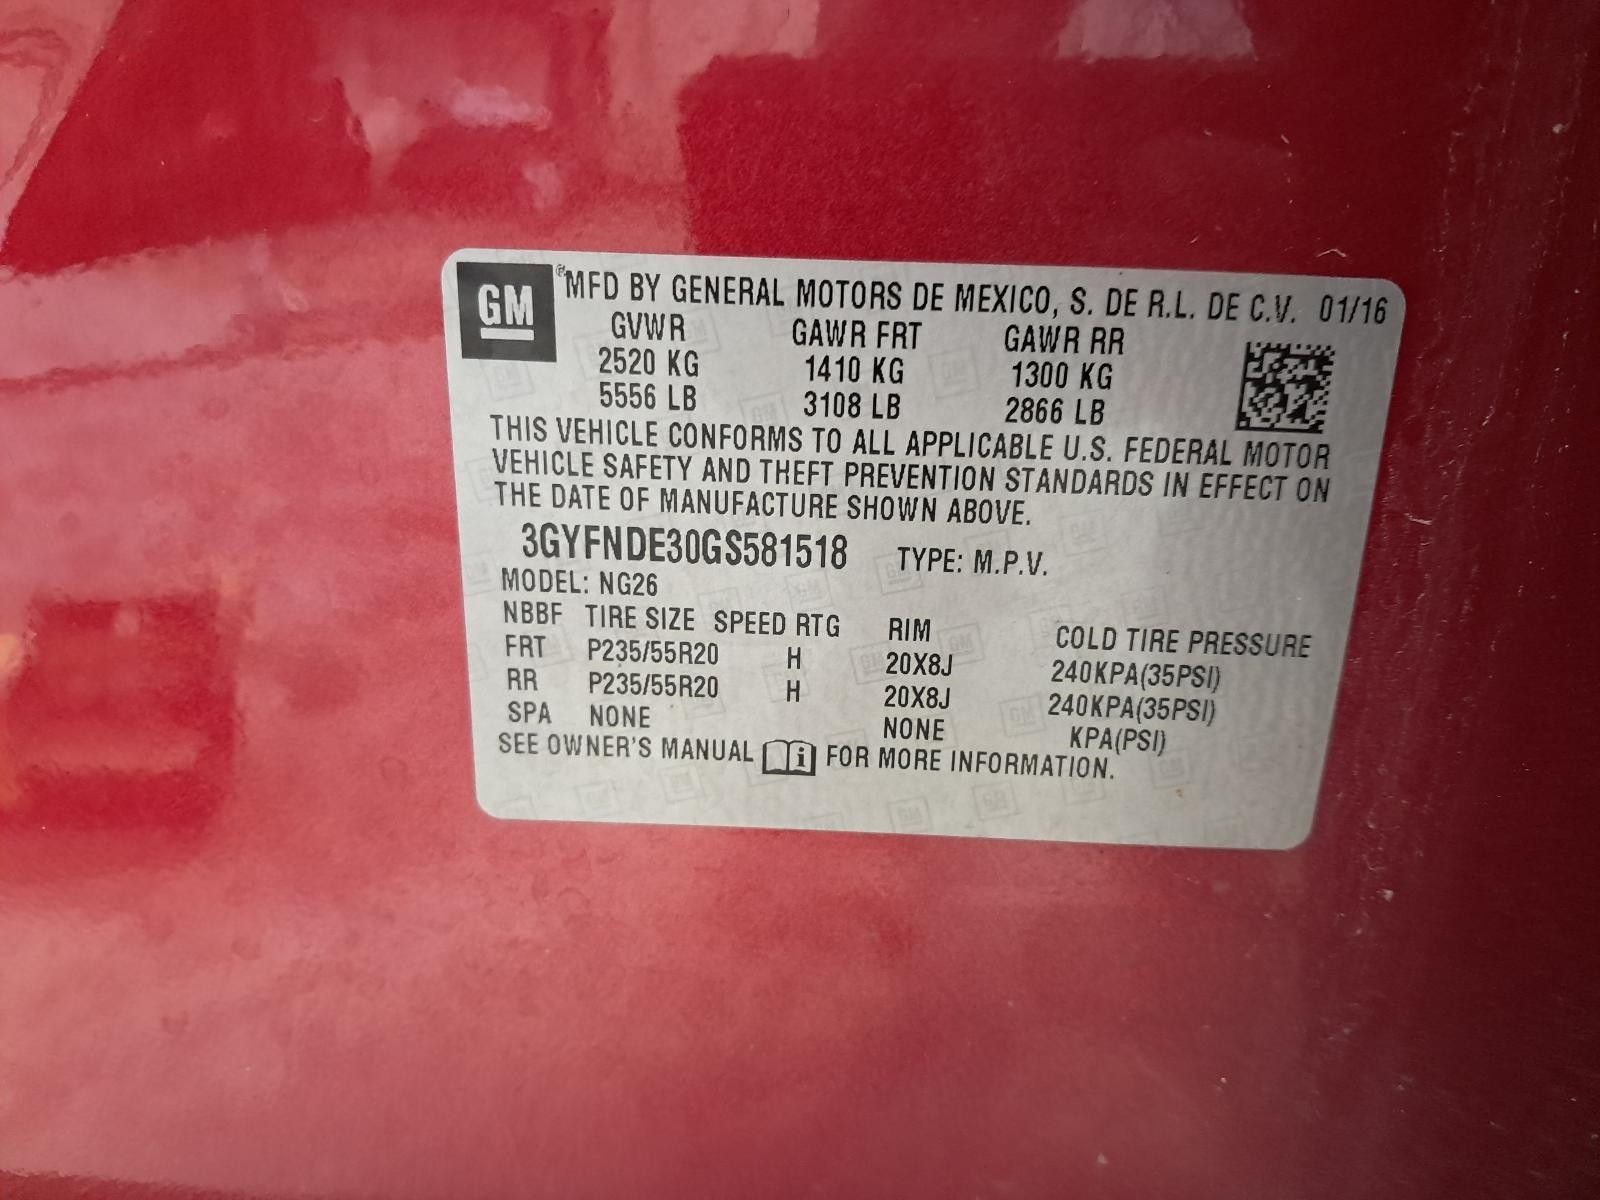 GM ® MFD BY GENERAL MOTORS DE MEXICO, S. DE R.L. DE C.V. 01/16
GVWR GAWR FRT GAWR RR
2520 KG 1410 KG 1300 KG
5556 LB 3108 LB 2866 LB
THIS VEHICLE CONFORMS TO ALL APPLICABLE U.S. FEDERAL MOTOR
VEHICLE SAFETY AND THEFT PREVENTION STANDARDS IN EFFECT ON
THE DATE OF MANUFACTURE SHOWN ABOVE.
3GYFNDE30GS581518 TYPE: M.P.V.
MODEL: NG26
NBBF TIRE SIZE SPEED RTG RIM COLD TIRE PRESSURE
FRT P235/55R20 H 20X8J 240KPA(35PSI)
RR P235/55R20 H 20X8J 240KPA(35PSI)
SPA NONE NONE KPA(PSI)
SEE OWNER'S MANUAL i FOR MORE INFORMATION.